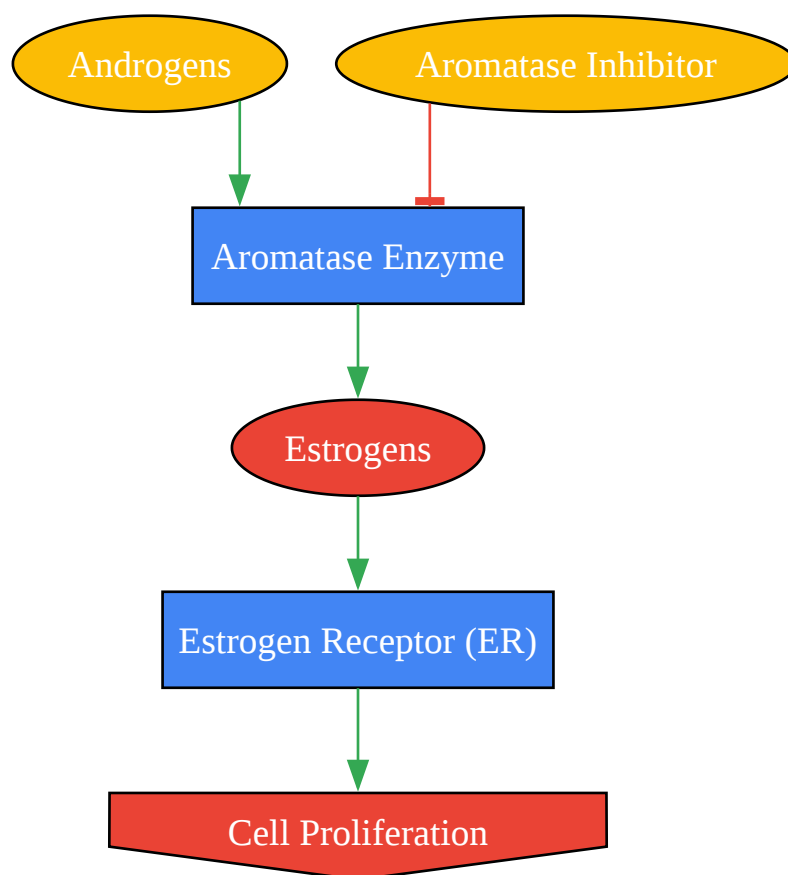 Androgens
Aromatase Inhibitor
Aromatase Enzyme
Estrogens
Estrogen Receptor (ER)
Cell Proliferation